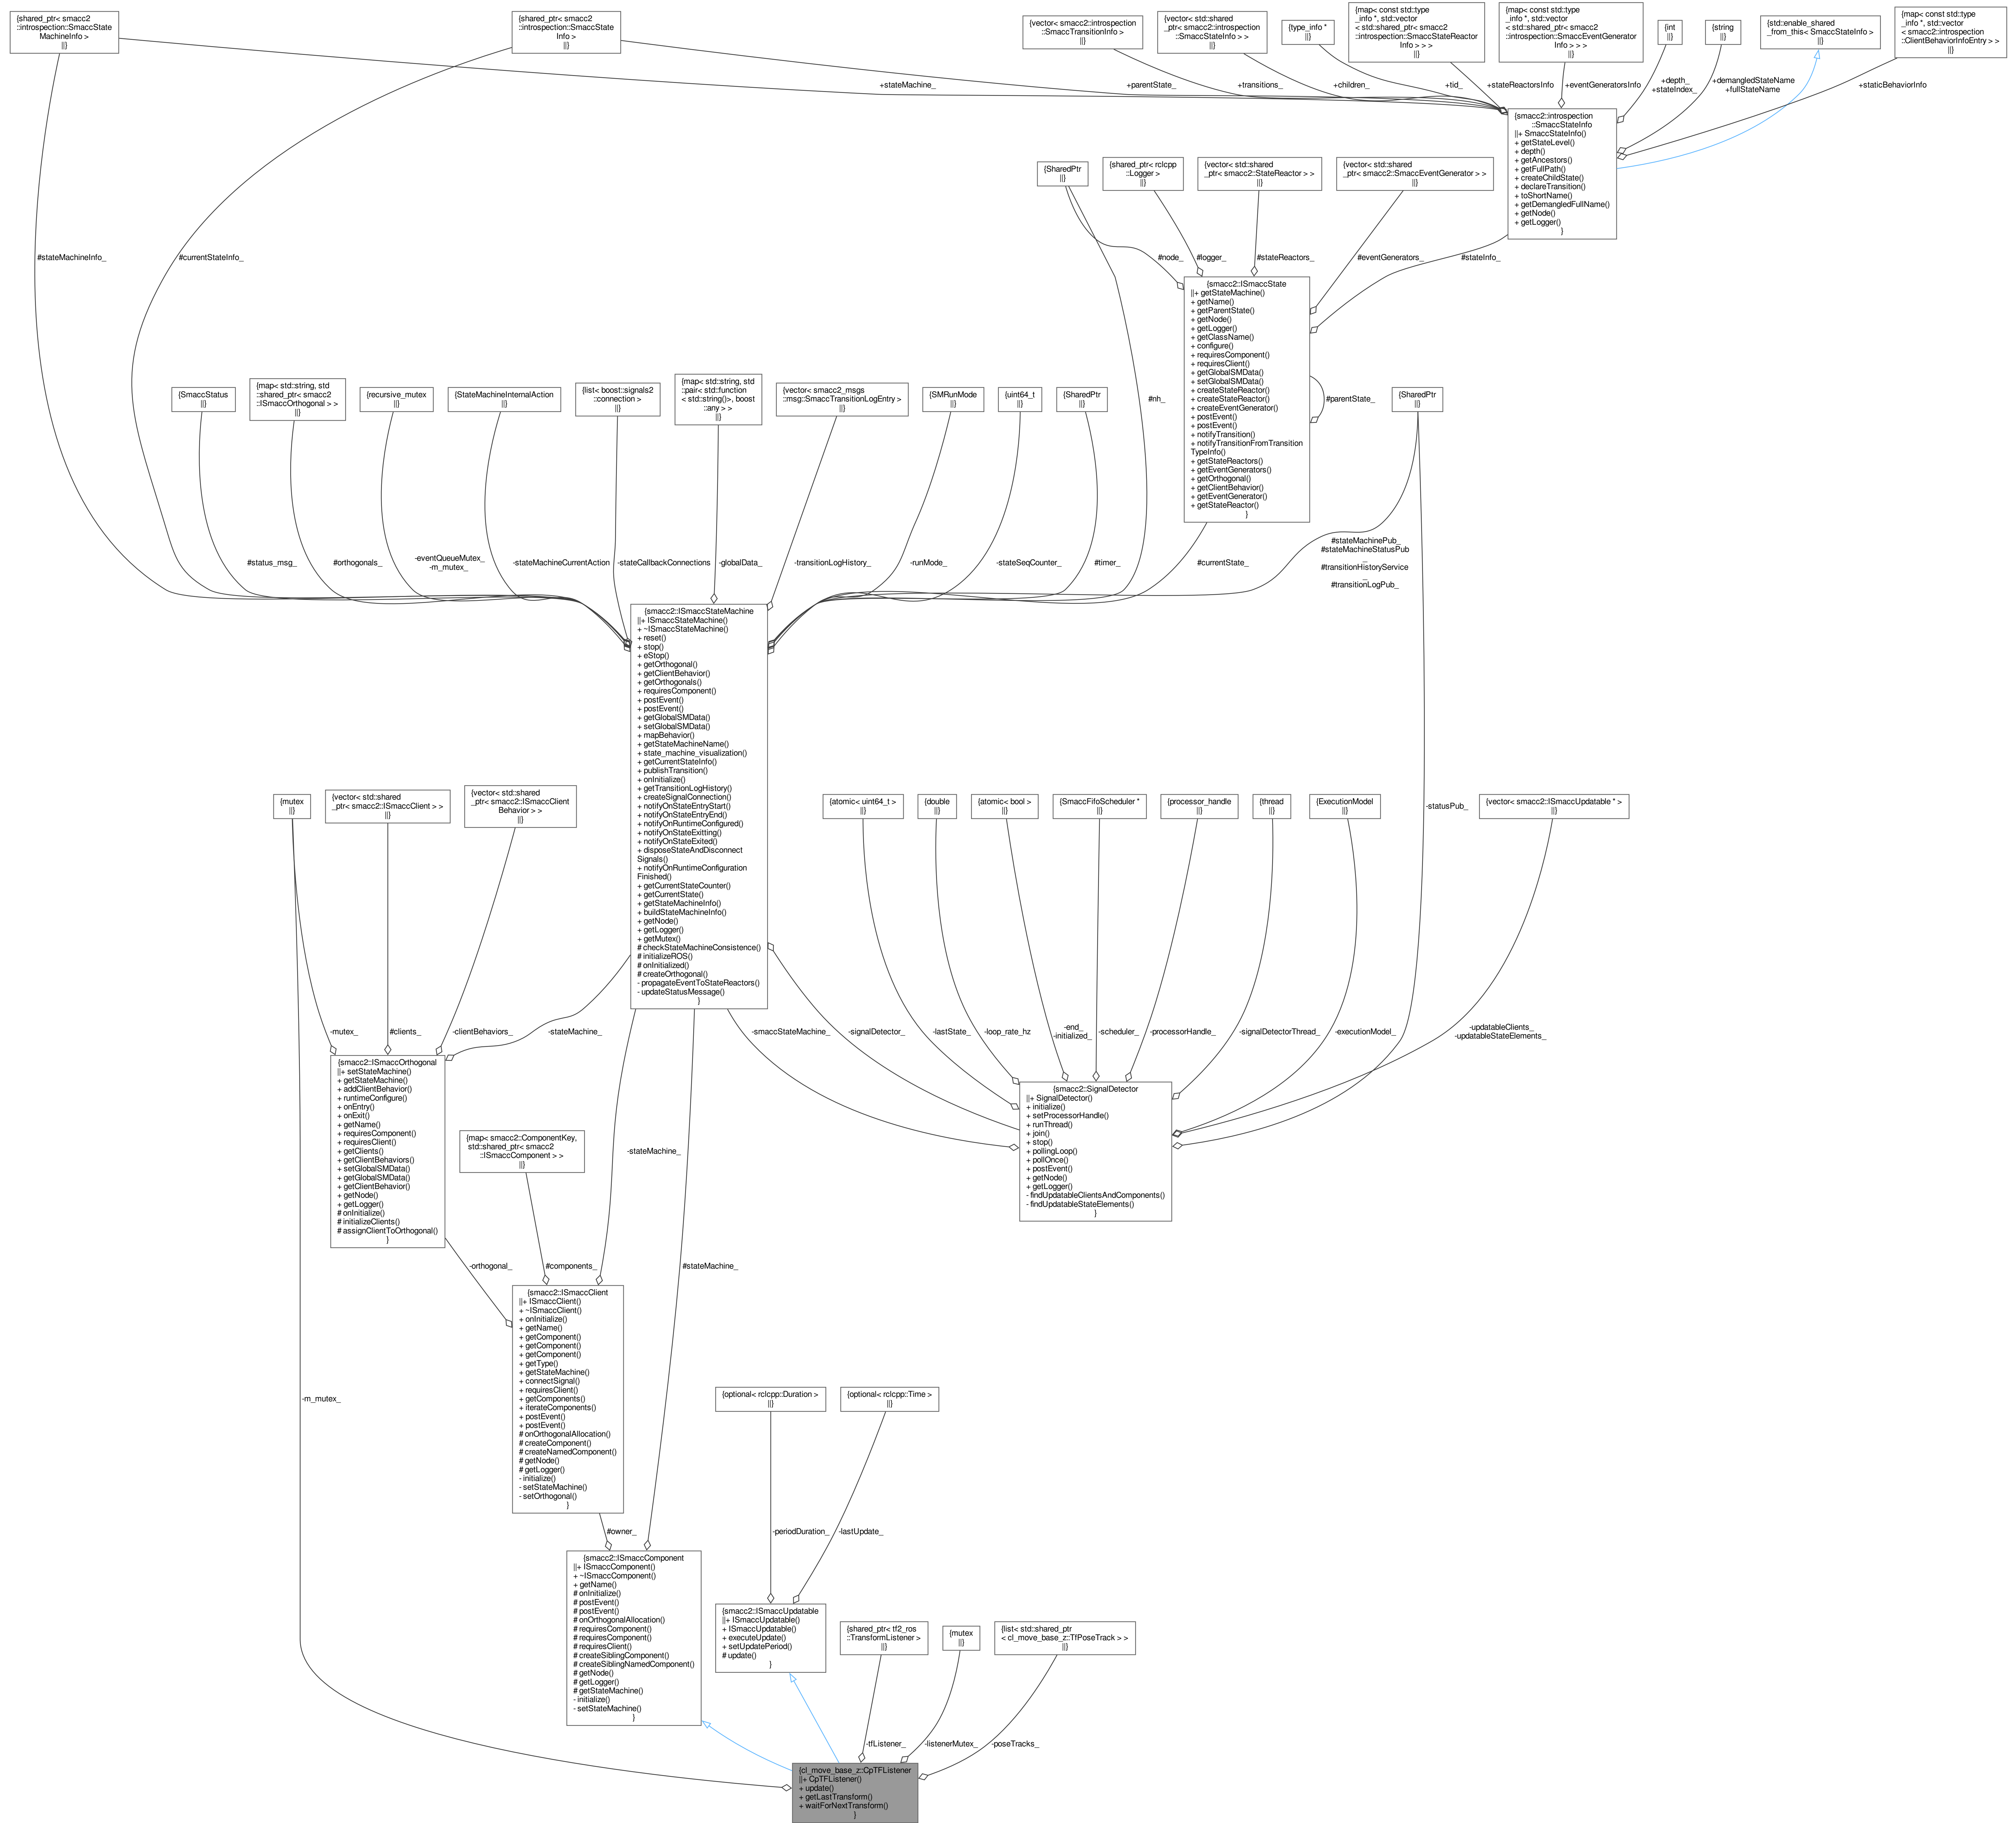 {shared_ptr< smacc2
::introspection::SmaccState
MachineInfo >
||}
{shared_ptr< smacc2
::introspection::SmaccState
Info >
||}
{vector< smacc2::introspection
::SmaccTransitionInfo >
||}
{vector< std::shared
_ptr< smacc2::introspection
::SmaccStateInfo > >
||}
{type_info *
||}
{map< const std::type
_info *, std::vector
< std::shared_ptr< smacc2
::introspection::SmaccStateReactor
Info > > >
||}
{map< const std::type
_info *, std::vector
< std::shared_ptr< smacc2
::introspection::SmaccEventGenerator
Info > > >
||}
{int
||}
{string
||}
{std::enable_shared
_from_this< SmaccStateInfo >
||}
{map< const std::type
_info *, std::vector
< smacc2::introspection
::ClientBehaviorInfoEntry > >
||}
+stateMachine_
+parentState_
+transitions_
+children_
+tid_
+stateReactorsInfo
+eventGeneratorsInfo
+depth_
+stateIndex_
+demangledStateName
+fullStateName
+staticBehaviorInfo
{smacc2::introspection
::SmaccStateInfo
||+ SmaccStateInfo()
+ getStateLevel()
+ depth()
+ getAncestors()
+ getFullPath()
+ createChildState()
+ declareTransition()
+ toShortName()
+ getDemangledFullName()
+ getNode()
+ getLogger()
}
{SharedPtr
||}
{shared_ptr< rclcpp
::Logger >
||}
{vector< std::shared
_ptr< smacc2::StateReactor > >
||}
{vector< std::shared
_ptr< smacc2::SmaccEventGenerator > >
||}
#stateMachineInfo_
#currentStateInfo_
#node_
#logger_
#stateReactors_
#eventGenerators_
#stateInfo_
{smacc2::ISmaccState
||+ getStateMachine()
+ getName()
+ getParentState()
+ getNode()
+ getLogger()
+ getClassName()
+ configure()
+ requiresComponent()
+ requiresClient()
+ getGlobalSMData()
+ setGlobalSMData()
+ createStateReactor()
+ createStateReactor()
+ createEventGenerator()
+ postEvent()
+ postEvent()
+ notifyTransition()
+ notifyTransitionFromTransition
TypeInfo()
+ getStateReactors()
+ getEventGenerators()
+ getOrthogonal()
+ getClientBehavior()
+ getEventGenerator()
+ getStateReactor()
}
#parentState_
#nh_
{SmaccStatus
||}
{map< std::string, std
::shared_ptr< smacc2
::ISmaccOrthogonal > >
||}
{recursive_mutex
||}
{StateMachineInternalAction
||}
{list< boost::signals2
::connection >
||}
{map< std::string, std
::pair< std::function
< std::string()>, boost
::any > >
||}
{vector< smacc2_msgs
::msg::SmaccTransitionLogEntry >
||}
{SMRunMode
||}
{uint64_t
||}
{SharedPtr
||}
{SharedPtr
||}
#status_msg_
#orthogonals_
-eventQueueMutex_
-m_mutex_
-stateMachineCurrentAction
-stateCallbackConnections
-globalData_
-transitionLogHistory_
-runMode_
-stateSeqCounter_
#timer_
#currentState_
#stateMachinePub_
#stateMachineStatusPub
_
#transitionHistoryService
_
#transitionLogPub_
{smacc2::ISmaccStateMachine
||+ ISmaccStateMachine()
+ ~ISmaccStateMachine()
+ reset()
+ stop()
+ eStop()
+ getOrthogonal()
+ getClientBehavior()
+ getOrthogonals()
+ requiresComponent()
+ postEvent()
+ postEvent()
+ getGlobalSMData()
+ setGlobalSMData()
+ mapBehavior()
+ getStateMachineName()
+ state_machine_visualization()
+ getCurrentStateInfo()
+ publishTransition()
+ onInitialize()
+ getTransitionLogHistory()
+ createSignalConnection()
+ notifyOnStateEntryStart()
+ notifyOnStateEntryEnd()
+ notifyOnRuntimeConfigured()
+ notifyOnStateExitting()
+ notifyOnStateExited()
+ disposeStateAndDisconnect
Signals()
+ notifyOnRuntimeConfiguration
Finished()
+ getCurrentStateCounter()
+ getCurrentState()
+ getStateMachineInfo()
+ buildStateMachineInfo()
+ getNode()
+ getLogger()
+ getMutex()
# checkStateMachineConsistence()
# initializeROS()
# onInitialized()
# createOrthogonal()
- propagateEventToStateReactors()
- updateStatusMessage()
}
{mutex
||}
{vector< std::shared
_ptr< smacc2::ISmaccClient > >
||}
{vector< std::shared
_ptr< smacc2::ISmaccClient
Behavior > >
||}
{atomic< uint64_t >
||}
{double
||}
{atomic< bool >
||}
{SmaccFifoScheduler *
||}
{processor_handle
||}
{thread
||}
{ExecutionModel
||}
-statusPub_
{vector< smacc2::ISmaccUpdatable * >
||}
-mutex_
#clients_
-clientBehaviors_
-stateMachine_
-smaccStateMachine_
-signalDetector_
-lastState_
-loop_rate_hz
-end_
-initialized_
-scheduler_
-processorHandle_
-signalDetectorThread_
-executionModel_
-updatableClients_
-updatableStateElements_
{smacc2::ISmaccOrthogonal
||+ setStateMachine()
+ getStateMachine()
+ addClientBehavior()
+ runtimeConfigure()
+ onEntry()
+ onExit()
+ getName()
+ requiresComponent()
+ requiresClient()
+ getClients()
+ getClientBehaviors()
+ setGlobalSMData()
+ getGlobalSMData()
+ getClientBehavior()
+ getNode()
+ getLogger()
# onInitialize()
# initializeClients()
# assignClientToOrthogonal()
}
{smacc2::SignalDetector
||+ SignalDetector()
+ initialize()
+ setProcessorHandle()
+ runThread()
+ join()
+ stop()
+ pollingLoop()
+ pollOnce()
+ postEvent()
+ getNode()
+ getLogger()
- findUpdatableClientsAndComponents()
- findUpdatableStateElements()
}
{map< smacc2::ComponentKey,
std::shared_ptr< smacc2
::ISmaccComponent > >
||}
-stateMachine_
-orthogonal_
#components_
#stateMachine_
{smacc2::ISmaccClient
||+ ISmaccClient()
+ ~ISmaccClient()
+ onInitialize()
+ getName()
+ getComponent()
+ getComponent()
+ getComponent()
+ getType()
+ getStateMachine()
+ connectSignal()
+ requiresClient()
+ getComponents()
+ iterateComponents()
+ postEvent()
+ postEvent()
# onOrthogonalAllocation()
# createComponent()
# createNamedComponent()
# getNode()
# getLogger()
- initialize()
- setStateMachine()
- setOrthogonal()
}
-m_mutex_
{optional< rclcpp::Duration >
||}
{optional< rclcpp::Time >
||}
#owner_
-periodDuration_
-lastUpdate_
{smacc2::ISmaccComponent
||+ ISmaccComponent()
+ ~ISmaccComponent()
+ getName()
# onInitialize()
# postEvent()
# postEvent()
# onOrthogonalAllocation()
# requiresComponent()
# requiresComponent()
# requiresClient()
# createSiblingComponent()
# createSiblingNamedComponent()
# getNode()
# getLogger()
# getStateMachine()
- initialize()
- setStateMachine()
}
{smacc2::ISmaccUpdatable
||+ ISmaccUpdatable()
+ ISmaccUpdatable()
+ executeUpdate()
+ setUpdatePeriod()
# update()
}
{shared_ptr< tf2_ros
::TransformListener >
||}
{mutex
||}
{list< std::shared_ptr
< cl_move_base_z::TfPoseTrack > >
||}
-tfListener_
-listenerMutex_
-poseTracks_
{cl_move_base_z::CpTFListener
||+ CpTFListener()
+ update()
+ getLastTransform()
+ waitForNextTransform()
}